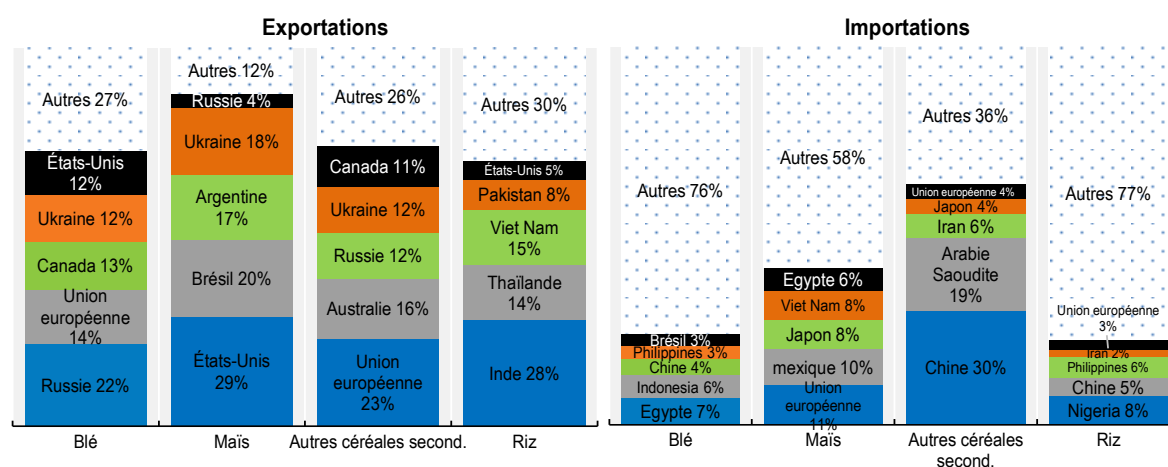 Exportations
Autres 27%
États-Unis
12%
Ukraine 12%
Canada 13%
Union
européenne
14%
Russie 22%
Blé
Autres 12%
Russie 4%
Ukraine 18%
Argentine
17%
Brésil 20%
États-Unis
29%
Maïs
Autres 26%
Canada 11%
Ukraine 12%
Russie 12%
Australie 16%
Union
européenne
23%
Autres céréales second.
Autres 30%
États-Unis 5%
Pakistan 8%
Viet Nam
15%
Thaïlande
14%
Inde 28%
Riz
Importations
Autres 76%
Brésil 3%
Philippines 3%
Chine 4%
Indonesia 6%
Egypte 7%
Blé
Autres 58%
Egypte 6%
Viet Nam 8%
Japon 8%
mexique 10%
Union
européenne
11%
Maïs
Autres 36%
Union européenne 4%
Japon 4%
Iran 6%
Arabie
Saoudite
19%
Chine 30%
Autres céréales
second.
Autres 77%
Union européenne
3%
Iran 2%
Philippines 6%
Chine 5%
Nigeria 8%
Riz